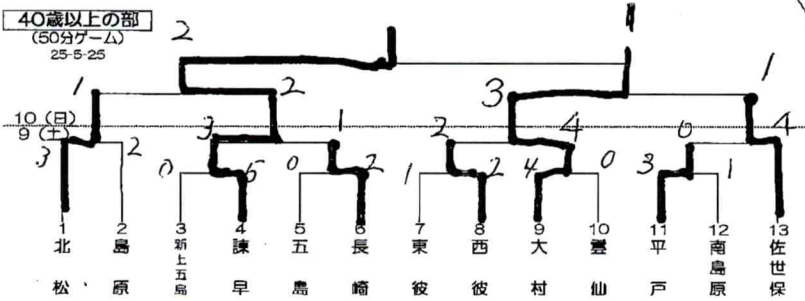 40歳以上の部
(50分ゲーム)
25-5-25
2 1
1 2 3 1
10(日)
9(土)
3 2 3 1 2 4 0 4
0 5 0 2 1 2 4 0 3 1
1 2 3 4 5 6 7 8 9 10 11 12 13
北松 島原 新上五島 諫早 五島 長崎 東彼 西彼 大村 雲仙 平戸 南島原 佐世保